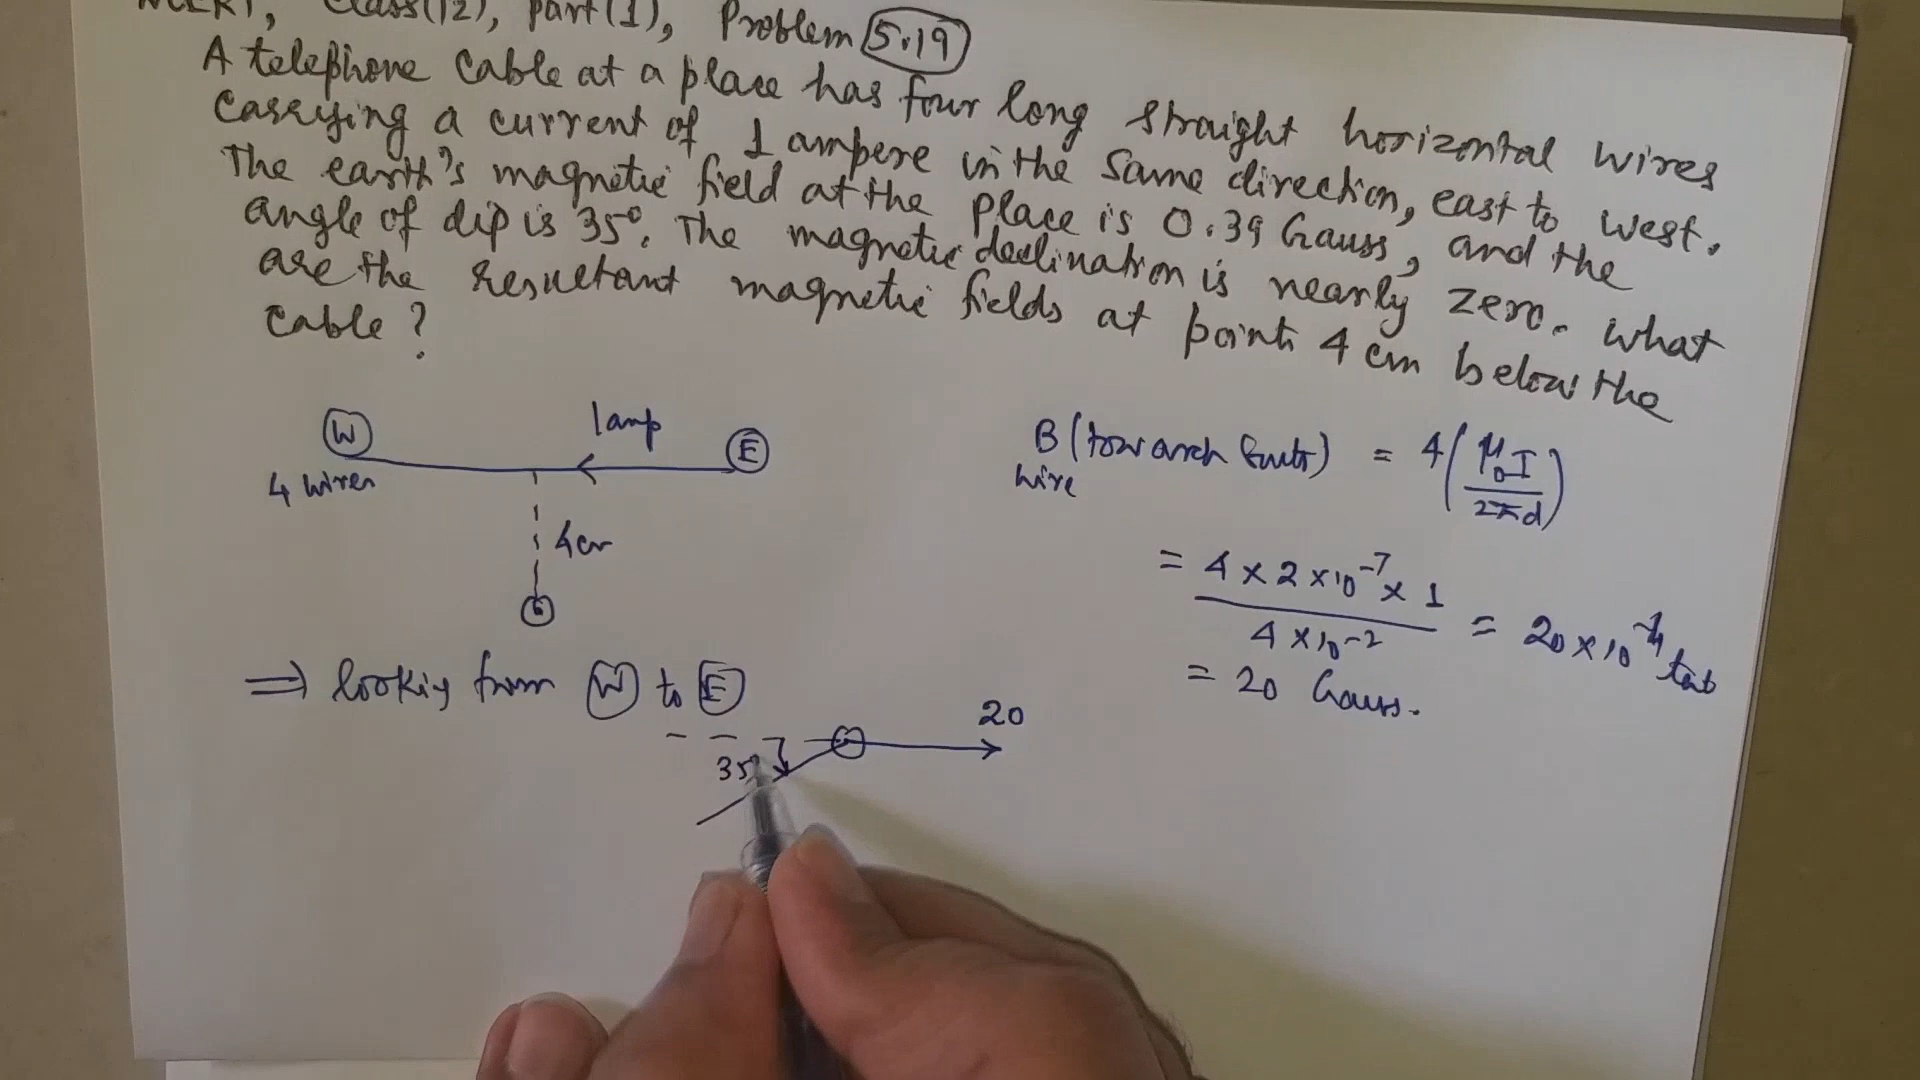 NCERT, Class(12), part(1), Problem 5.19
A telephone cable at a place has four long straight horizontal wires
carrying a current of 1 ampere in the same direction, east to west.
The earth's magnetic field at the place is 0.39 Gauss, and the
angle of dip is 35°. The magnetic declination is nearly zero. What
are the resultant magnetic fields at point 4 cm below the
cable?
W 1amp E
4 wires
4cm
B (towards South) = 4(μ₀I/2πd)
wire
= 4 × 2 × 10⁻⁷ × 1 / 4 × 10⁻² = 20 × 10⁻⁴
= 20 Gauss.
⇒ looking from W to E
20
35°